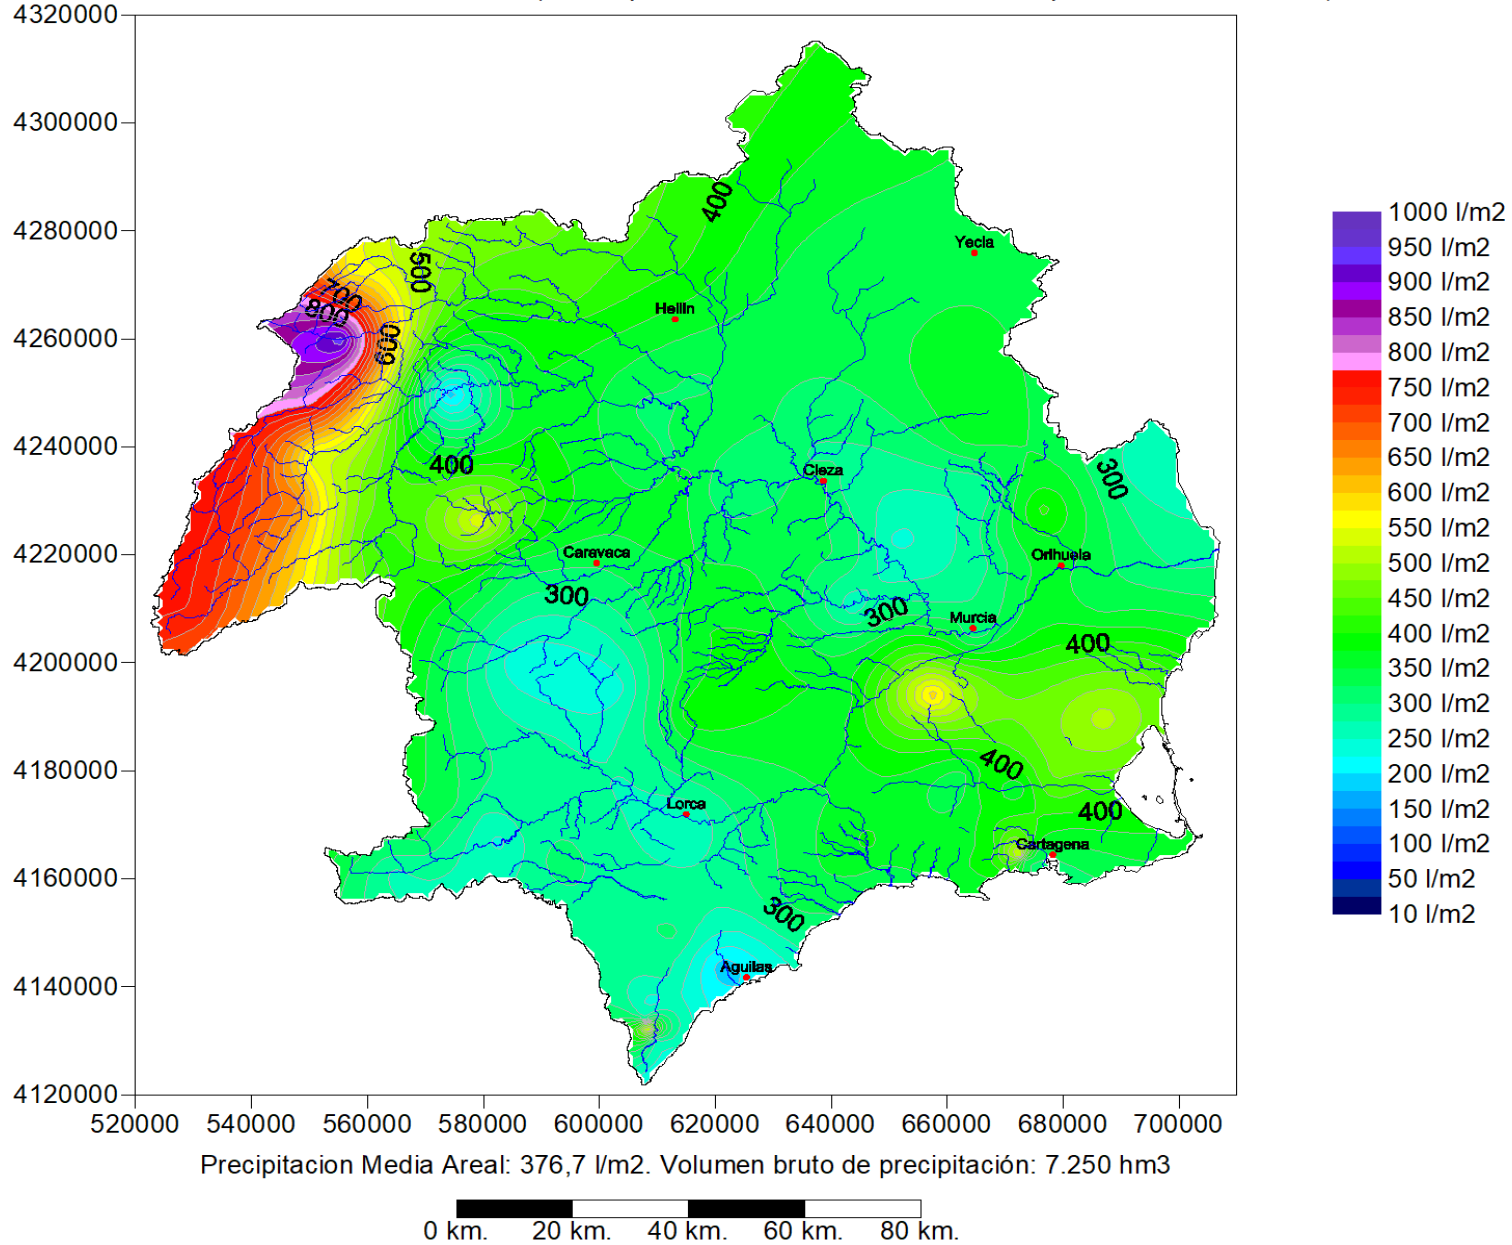 4320000
4300000
4280000
4260000
4240000
4220000
4200000
4180000
4160000
4140000
4120000
520000 540000 560000 580000 600000 620000 640000 660000 680000 700000
400
Yecla
500
700
800
600
Hellin
400
Cieza
300
Caravaca
Orihuela
300
300
Murcia
400
400
Lorca
400
Cartagena
300
Aguilas
1000 l/m2
950 l/m2
900 l/m2
850 l/m2
800 l/m2
750 l/m2
700 l/m2
650 l/m2
600 l/m2
550 l/m2
500 l/m2
450 l/m2
400 l/m2
350 l/m2
300 l/m2
250 l/m2
200 l/m2
150 l/m2
100 l/m2
50 l/m2
10 l/m2
Precipitacion Media Areal: 376,7 l/m2. Volumen bruto de precipitación: 7.250 hm3
0 km. 20 km. 40 km. 60 km. 80 km.